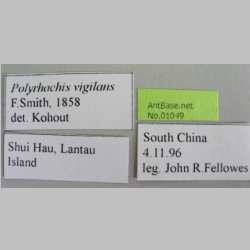 Polyrhachis vigilans
F.Smith, 1858
det. Kohout
AntBase.net
No.01049
Shui Hau, Lantau
Island
South China
4.11.96
leg. John R Fellowes